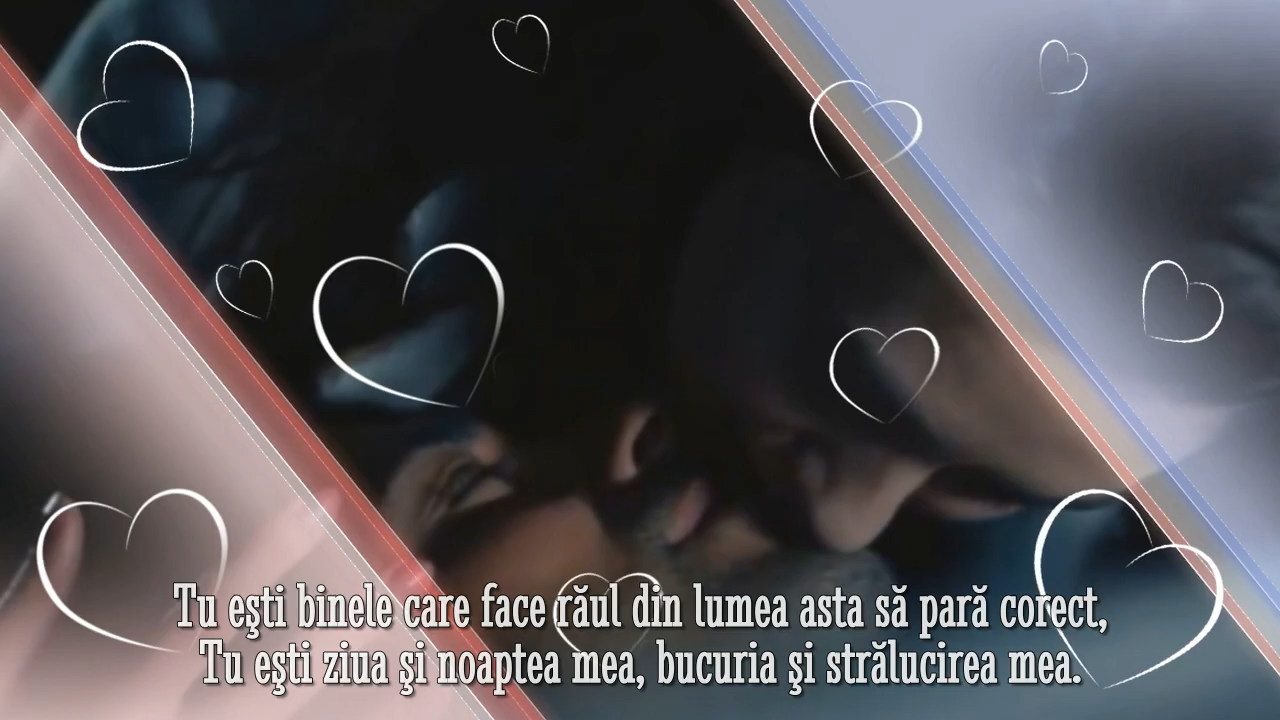 Tu eşti binele care face răul din lumea asta să pară corect,
Tu eşti ziua şi noaptea mea, bucuria şi strălucirea mea.